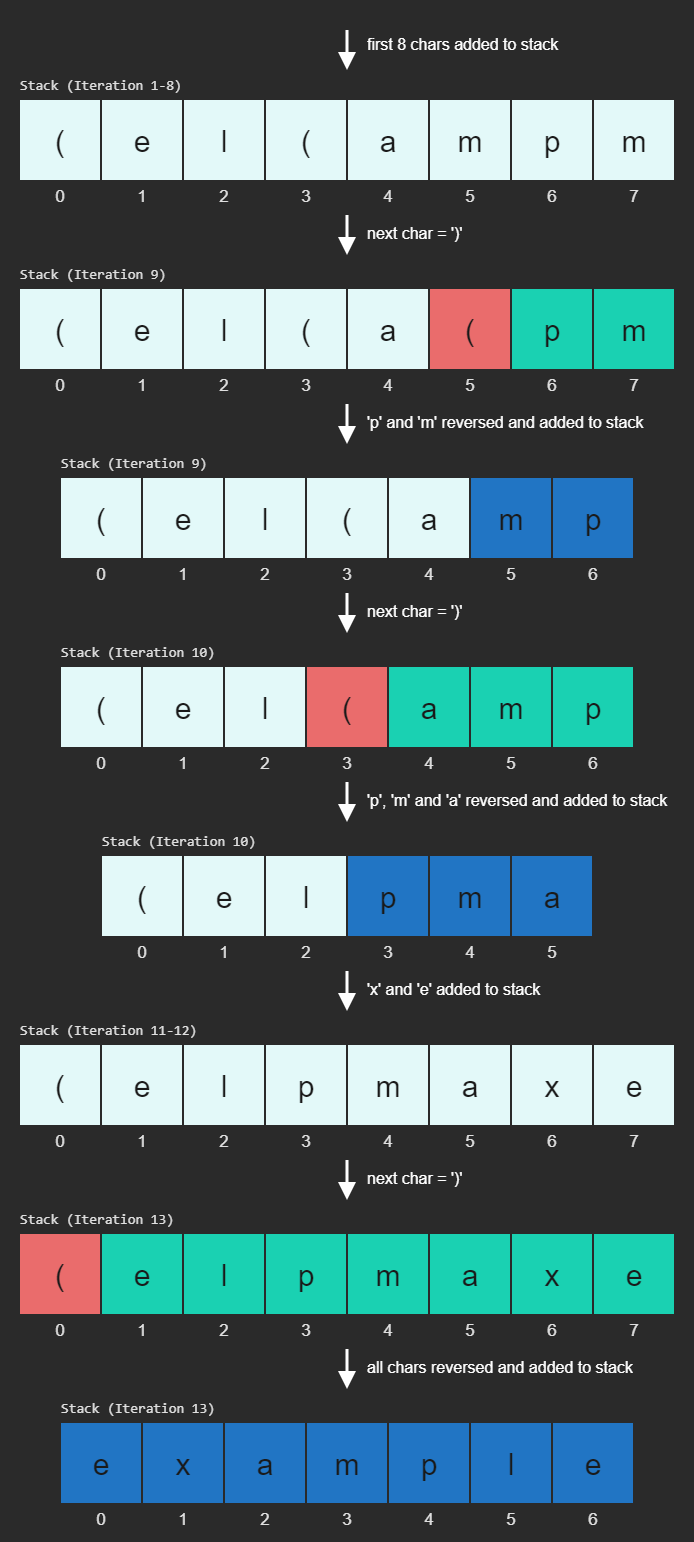 first 8 chars added to stack
Stack (Iteration 1-8)
( e l ( a m p m
0 1 2 3 4 5 6 7
next char = ')'
Stack (Iteration 9)
( e l ( a ( p m
0 1 2 3 4 5 6 7
'p' and 'm' reversed and added to stack
Stack (Iteration 9)
( e l ( a m p
0 1 2 3 4 5 6
next char = ')'
Stack (Iteration 10)
( e l ( a m p
0 1 2 3 4 5 6
'p', 'm' and 'a' reversed and added to stack
Stack (Iteration 10)
( e l p m a
0 1 2 3 4 5
'x' and 'e' added to stack
Stack (Iteration 11-12)
( e l p m a x e
0 1 2 3 4 5 6 7
next char = ')'
Stack (Iteration 13)
( e l p m a x e
0 1 2 3 4 5 6 7
all chars reversed and added to stack
Stack (Iteration 13)
e x a m p l e
0 1 2 3 4 5 6